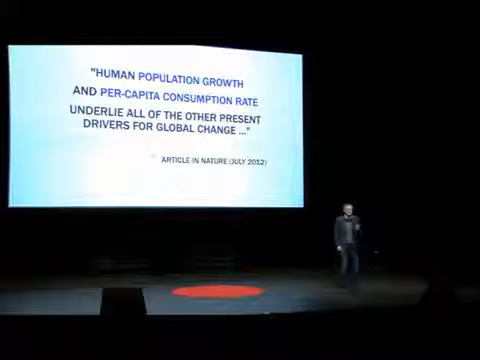 "HUMAN POPULATION GROWTH
AND PER-CAPITA CONSUMPTION RATE
UNDERLIE ALL OF THE OTHER PRESENT
DRIVERS FOR GLOBAL CHANGE ..."
ARTICLE IN NATURE (JULY 2012)